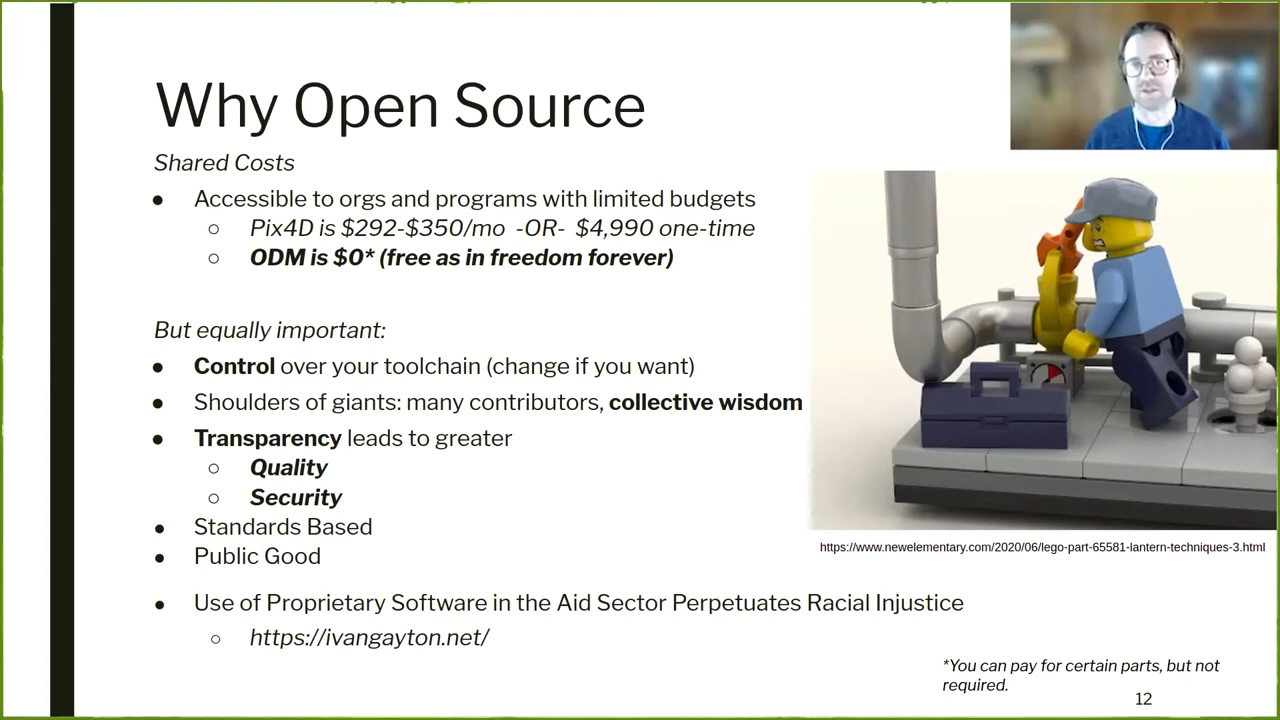 Why Open Source
Shared Costs
● Accessible to orgs and programs with limited budgets
○ Pix4D is $292-$350/mo -OR- $4,990 one-time
○ ODM is $0* (free as in freedom forever)
But equally important:
● Control over your toolchain (change if you want)
● Shoulders of giants: many contributors, collective wisdom
● Transparency leads to greater
○ Quality
○ Security
● Standards Based
● Public Good
● Use of Proprietary Software in the Aid Sector Perpetuates Racial Injustice
○ https://ivangayton.net/
https://www.newelementary.com/2020/06/lego-part-65581-lantern-techniques-3.html
*You can pay for certain parts, but not
required.
12